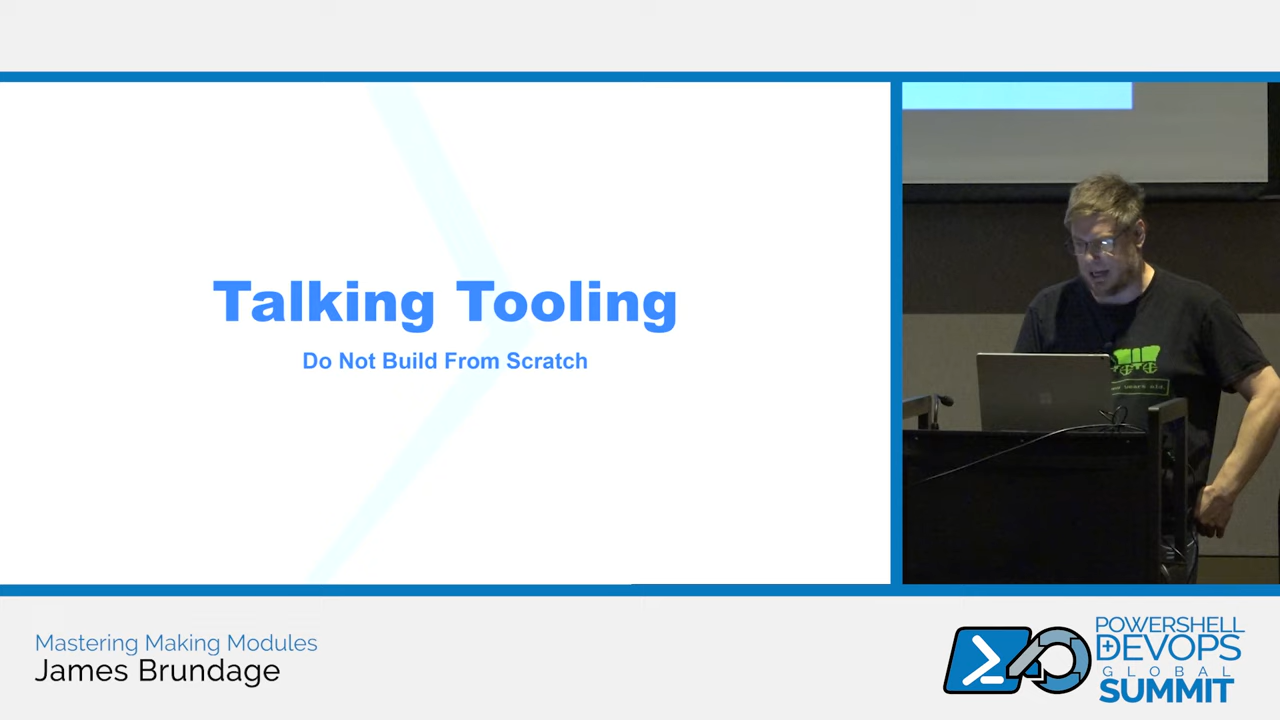 Talking Tooling
Do Not Build From Scratch
Mastering Making Modules
James Brundage
POWERSHELL
DEVOPS
GLOBAL
SUMMIT